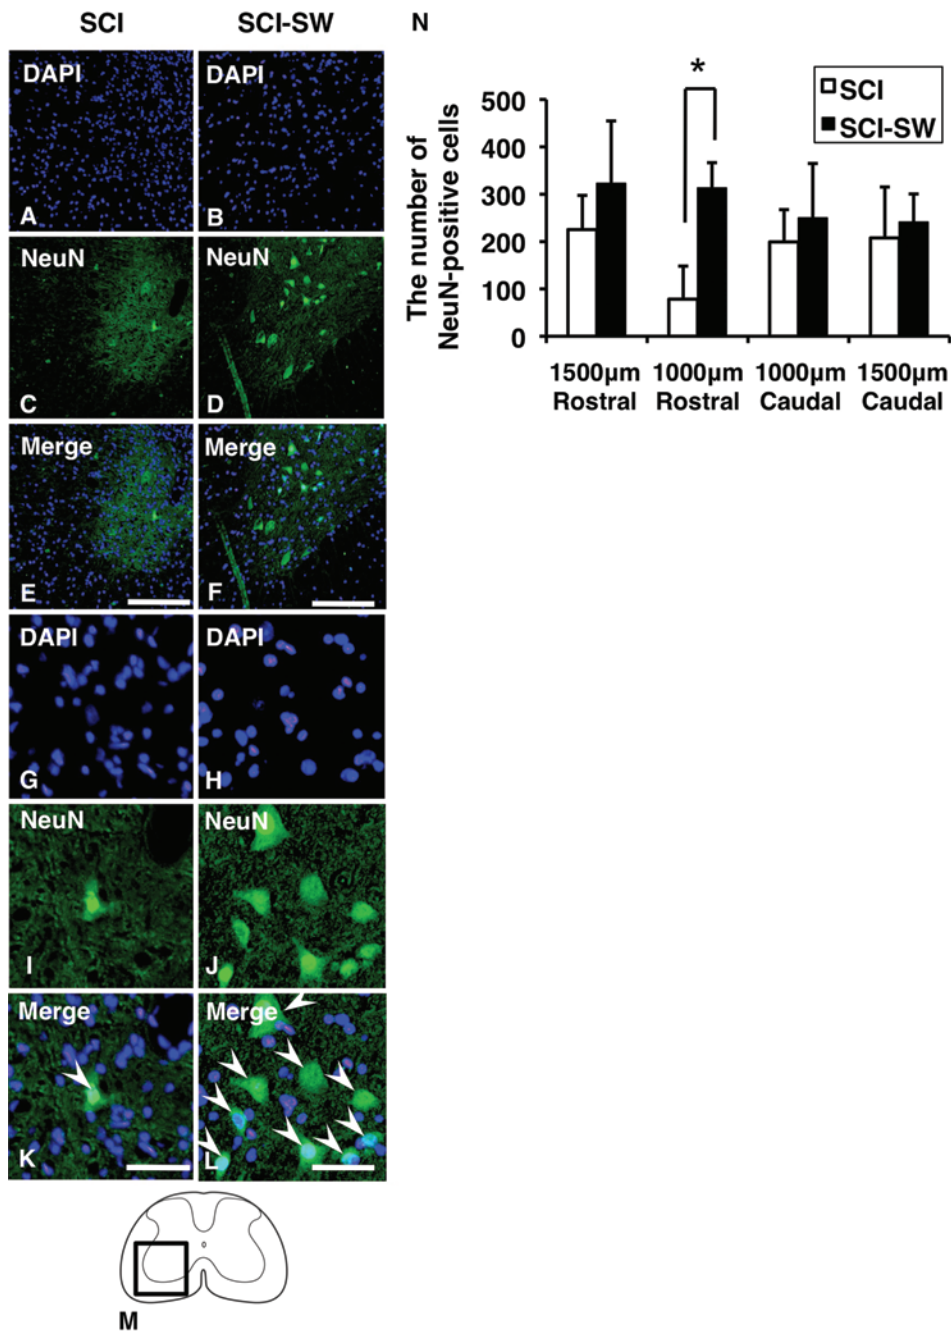 SCI SCI-SW
DAPI DAPI
A B
NeuN NeuN
C D
Merge Merge
E F
DAPI DAPI
G H
NeuN NeuN
I J
Merge Merge
K L
M
N
*
SCI
SCI-SW
The number of
NeuN-positive cells
500
400
300
200
100
0
1500µm 1000µm 1000µm 1500µm
Rostral Rostral Caudal Caudal